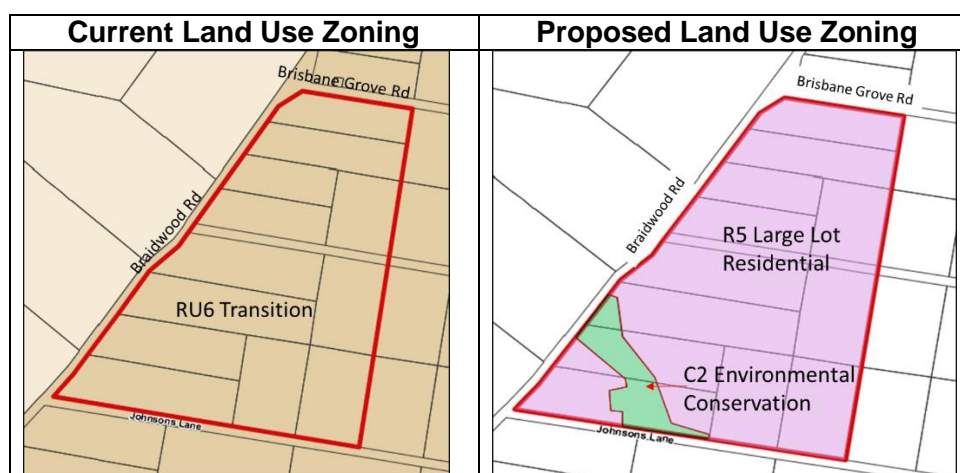 Current Land Use Zoning
Proposed Land Use Zoning
Brisbane Grove Rd
Braidwood Rd
RU6 Transition
Johnsons Lane
Brisbane Grove Rd
Braidwood Rd
R5 Large Lot
Residential
C2 Environmental
Conservation
Johnsons Lane